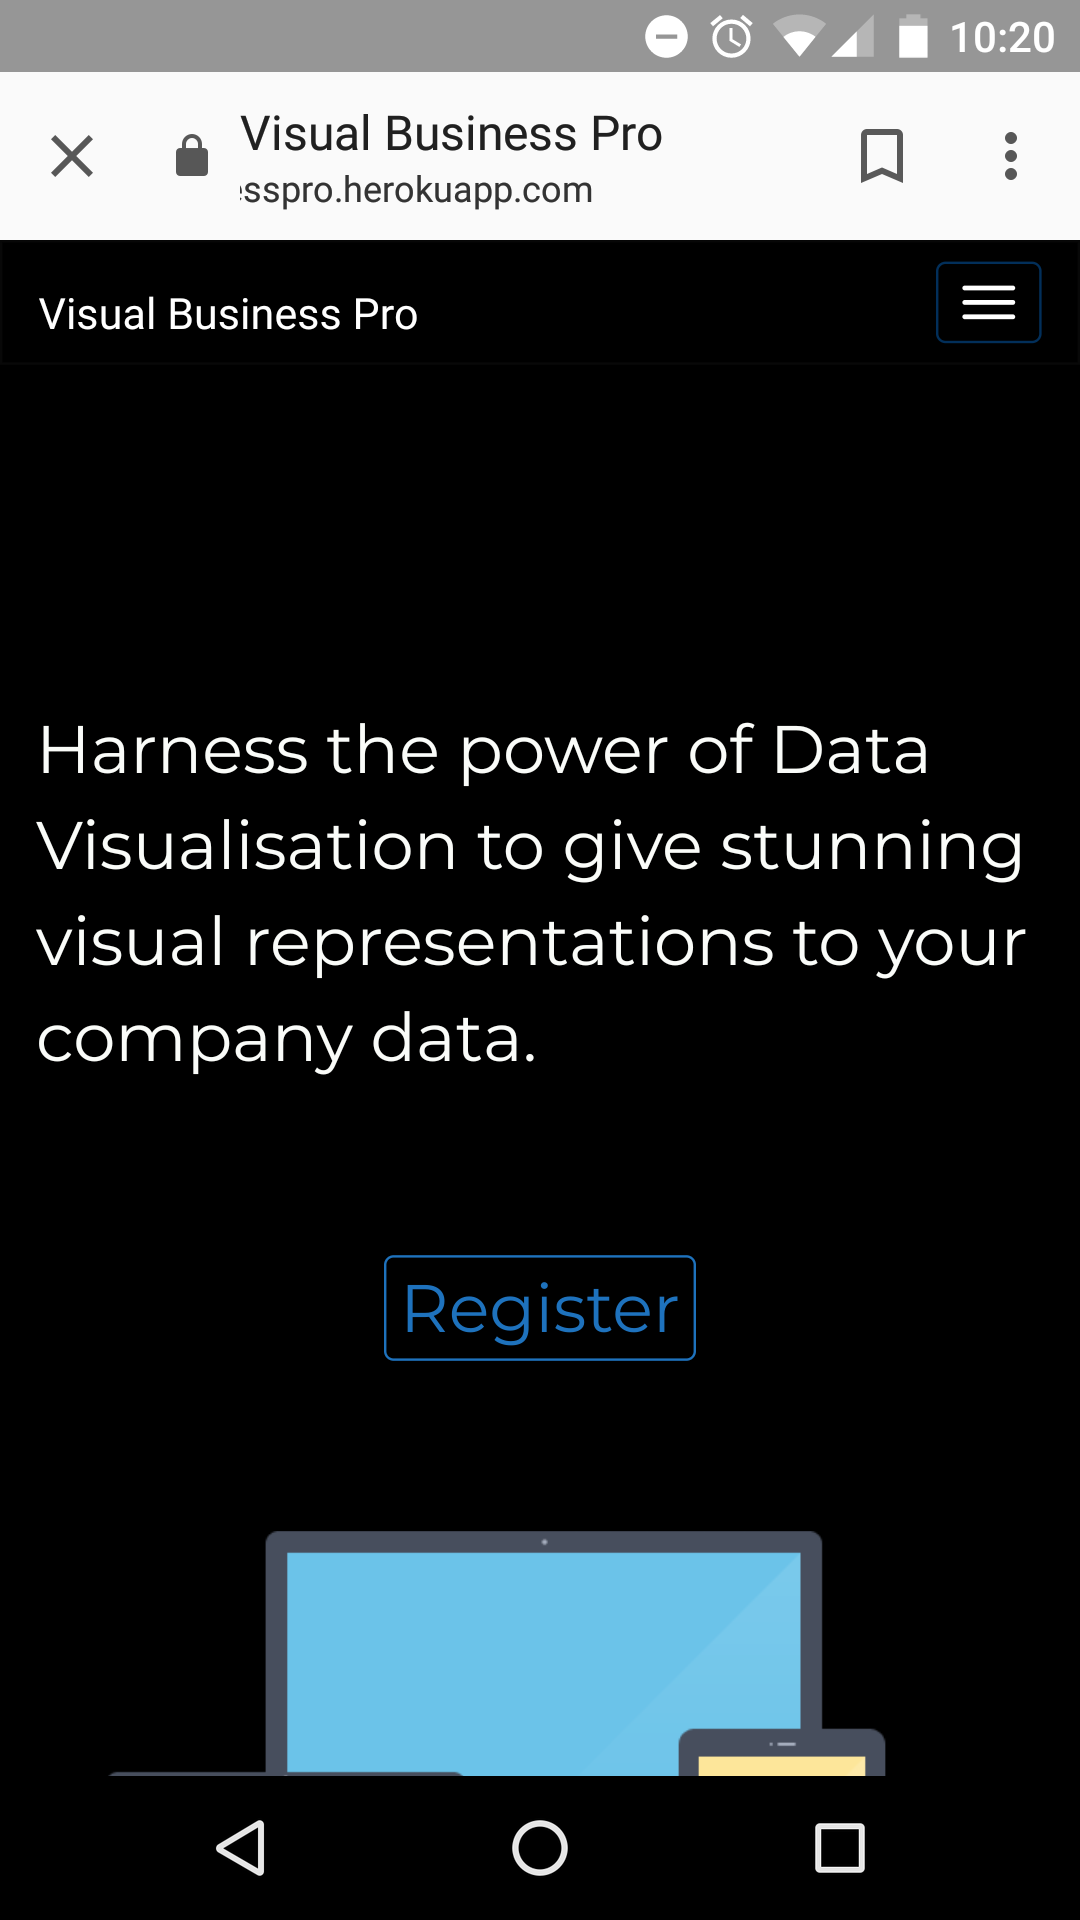 10:20
Visual Business Pro
sspro.herokuapp.com
Visual Business Pro
Harness the power of Data
Visualisation to give stunning
visual representations to your
company data.
Register